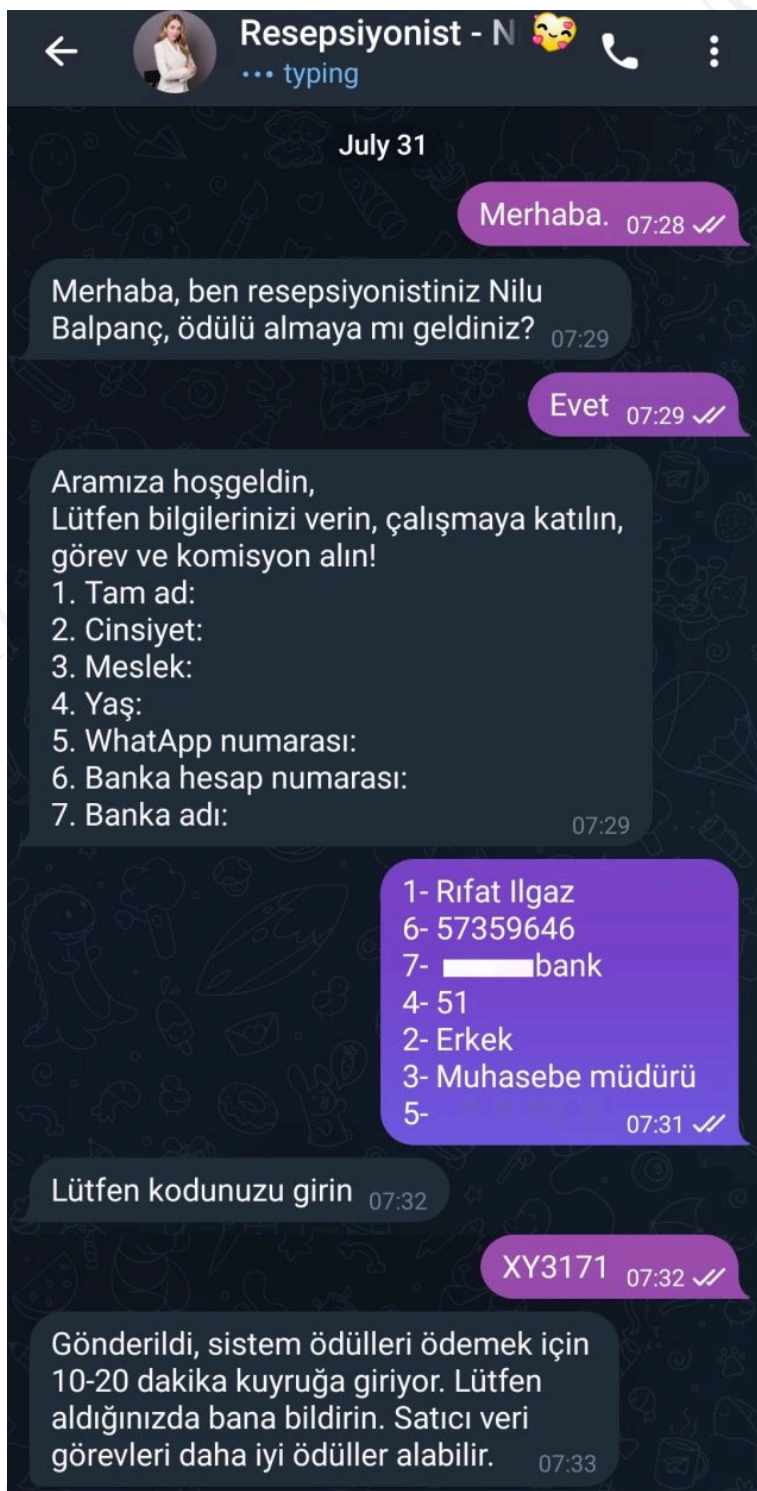 Resepsiyonist - N
typing
July 31
Merhaba. 07:28
Merhaba, ben resepsiyonistiniz Nilu
Balpanç, ödülü almaya mı geldiniz? 07:29
Evet 07:29
Aramıza hoşgeldin,
Lütfen bilgilerinizi verin, çalışmaya katılın,
görev ve komisyon alın!
1. Tam ad:
2. Cinsiyet:
3. Meslek:
4. Yaş:
5. WhatApp numarası:
6. Banka hesap numarası:
7. Banka adı:
07:29
1- Rıfat Ilgaz
6- 57359646
7- bank
4- 51
2- Erkek
3- Muhasebe müdürü
5- 07:31
Lütfen kodunuzu girin 07:32
XY3171 07:32
Gönderildi, sistem ödülleri ödemek için
10-20 dakika kuyruğa giriyor. Lütfen
aldığınızda bana bildirin. Satıcı veri
görevleri daha iyi ödüller alabilir. 07:33